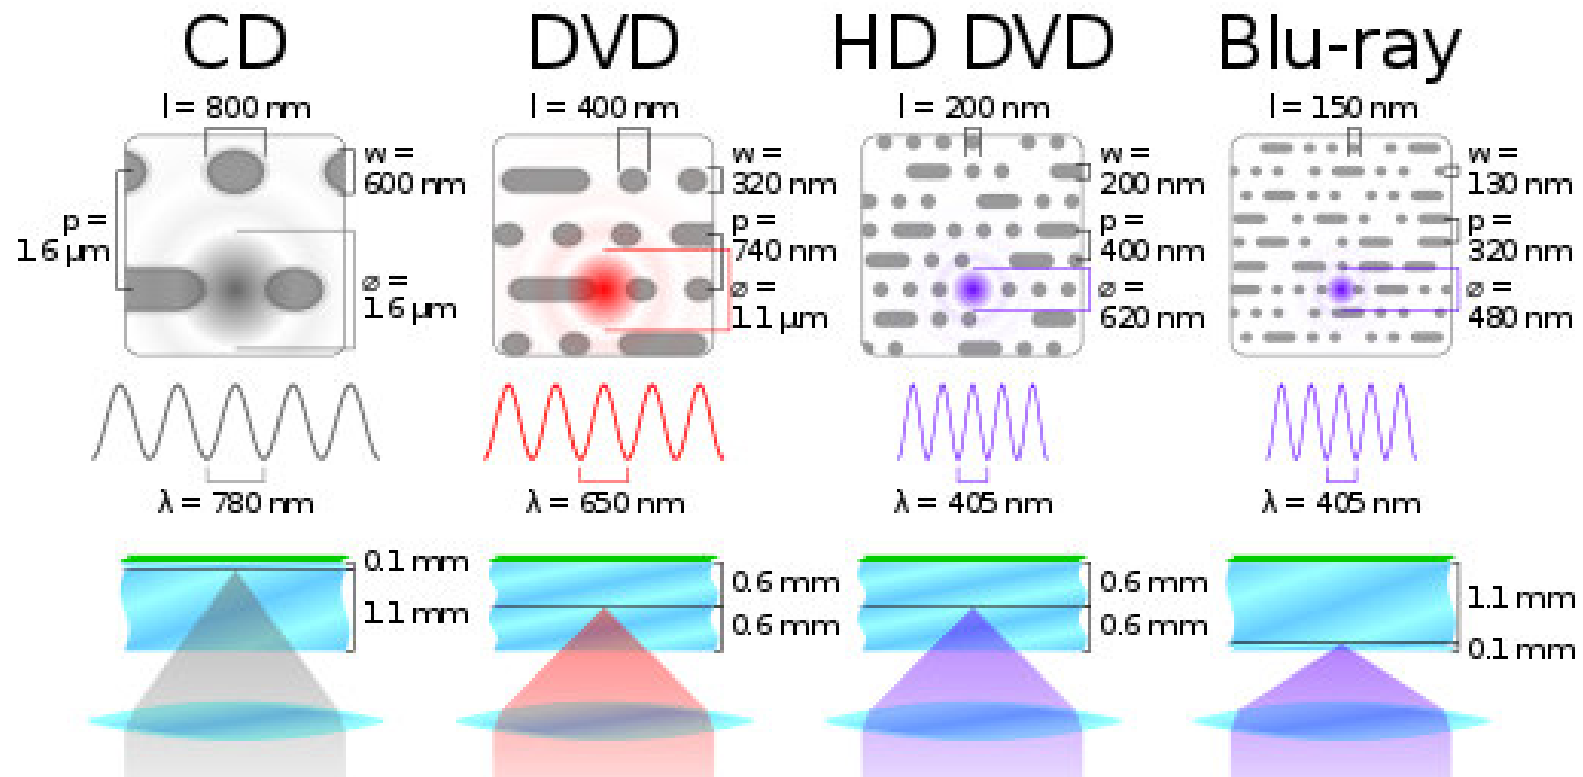 CD
l = 800 nm
w =
600 nm
p =
1.6 µm
ø =
1.6 µm
λ = 780 nm
0.1 mm
1.1 mm
DVD
l = 400 nm
w =
320 nm
p =
740 nm
ø =
1.1 µm
λ = 650 nm
0.6 mm
0.6 mm
HD DVD
l = 200 nm
w =
200 nm
p =
400 nm
ø =
620 nm
λ = 405 nm
0.6 mm
0.6 mm
Blu-ray
l = 150 nm
w =
130 nm
p =
320 nm
ø =
480 nm
λ = 405 nm
1.1 mm
0.1 mm